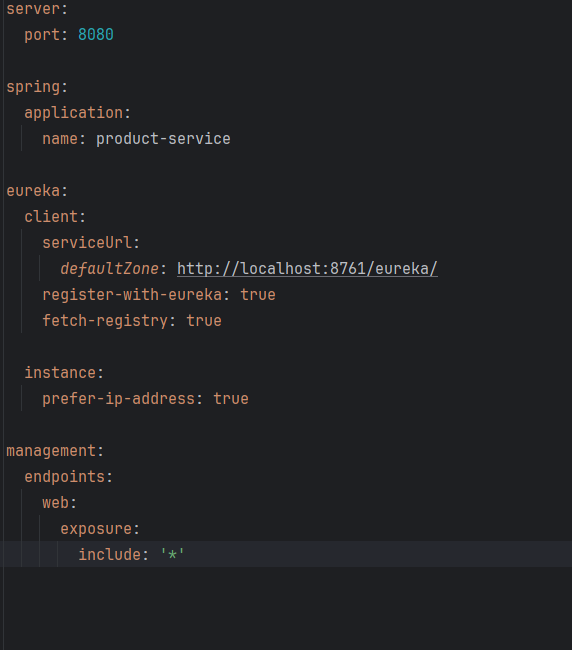 server:
  port: 8080
spring:
  application:
    name: product-service
eureka:
  client:
    serviceUrl:
      defaultZone: http://localhost:8761/eureka/
    register-with-eureka: true
    fetch-registry: true
  instance:
    prefer-ip-address: true
management:
  endpoints:
    web:
      exposure:
        include: '*'